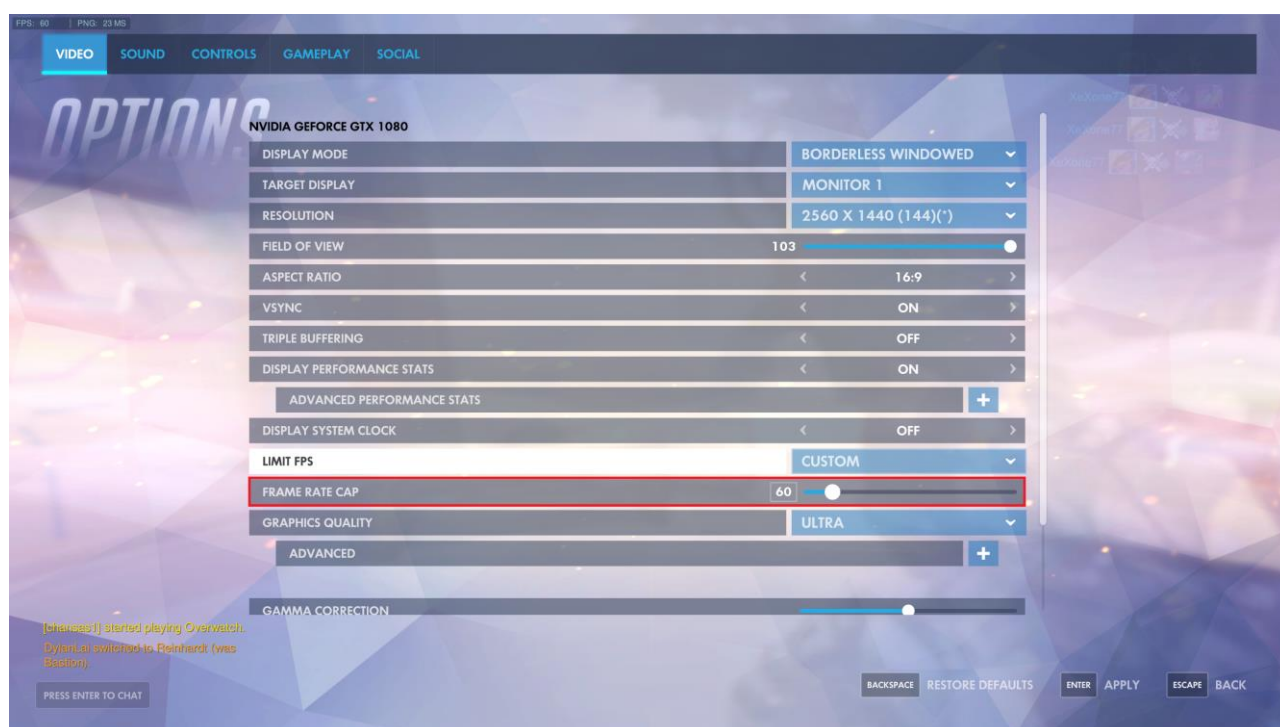 FPS: 60 | PNG: 23 MS
VIDEO SOUND CONTROLS GAMEPLAY SOCIAL
OPTIONS
NVIDIA GEFORCE GTX 1080
DISPLAY MODE BORDERLESS WINDOWED
TARGET DISPLAY MONITOR 1
RESOLUTION 2560 X 1440 (144)(*)
FIELD OF VIEW 103
ASPECT RATIO < 16:9 >
VSYNC < ON >
TRIPLE BUFFERING < OFF >
DISPLAY PERFORMANCE STATS < ON >
ADVANCED PERFORMANCE STATS +
DISPLAY SYSTEM CLOCK < OFF >
LIMIT FPS CUSTOM
FRAME RATE CAP 60
GRAPHICS QUALITY ULTRA
ADVANCED +
GAMMA CORRECTION
started playing Overwatch.
switched to Reinhardt (was
Bastion).
PRESS ENTER TO CHAT
BACKSPACE RESTORE DEFAULTS ENTER APPLY ESCAPE BACK